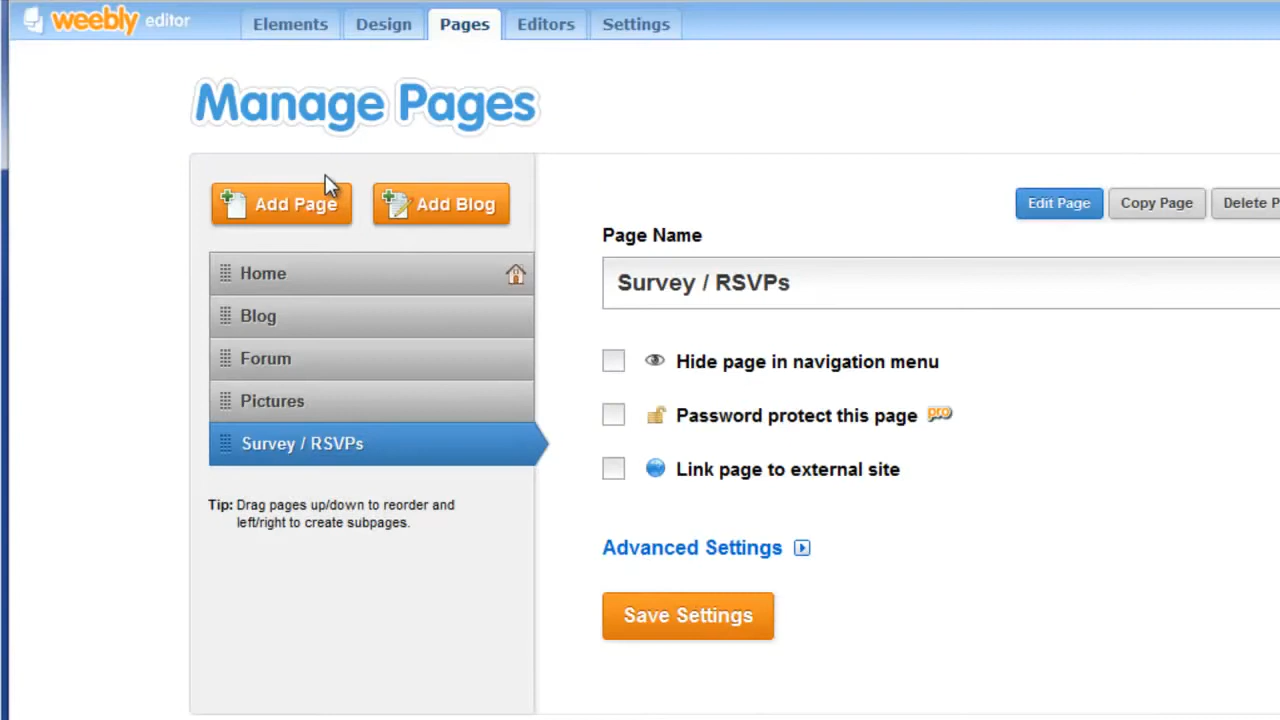 weebly editor Elements Design Pages Editors Settings
Manage Pages
Add Page Add Blog
Home
Blog
Forum
Pictures
Survey / RSVPs
Tip: Drag pages up/down to reorder and
left/right to create subpages.
Edit Page Copy Page Delete P
Page Name
Survey / RSVPs
Hide page in navigation menu
Password protect this page pro
Link page to external site
Advanced Settings
Save Settings